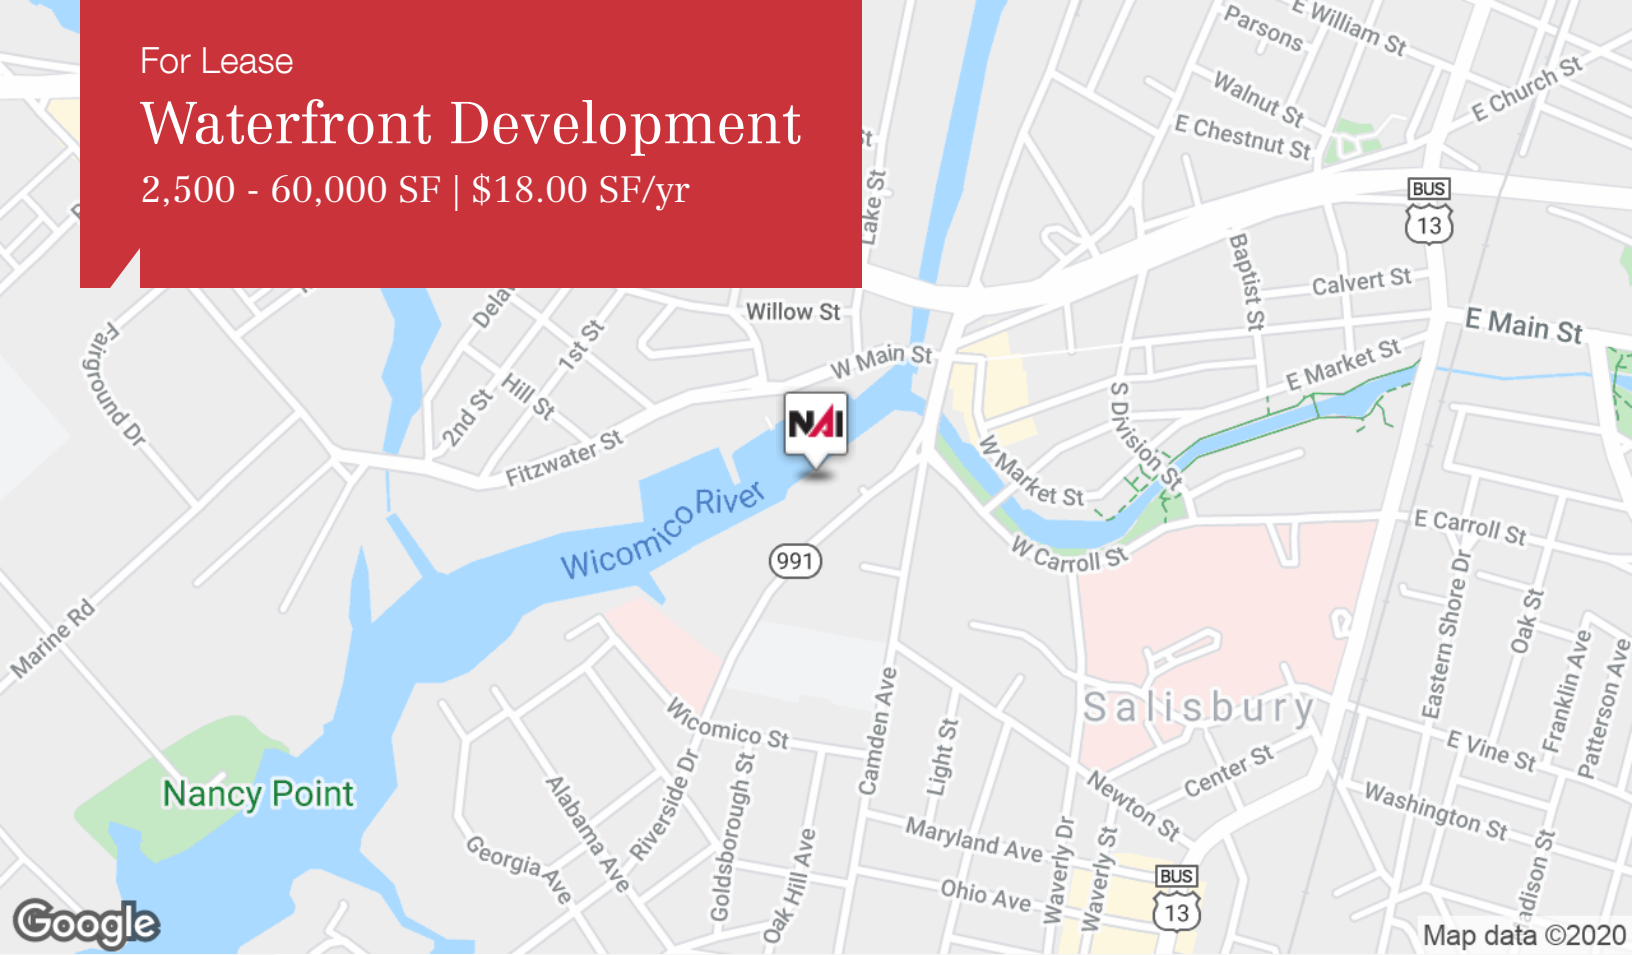 For Lease
Waterfront Development
2,500 - 60,000 SF | $18.00 SF/yr
E William St
Parsons
Walnut St
E Church St
E Chestnut St
BUS
13
Lake St
Baptist St
Calvert St
E Main St
Willow St
W Main St
E Market St
Fairground Dr
1st St
2nd St
Hill St
Fitzwater St
NAI
S Division St
W Market St
Wicomico River
991
W Carroll St
E Carroll St
Marine Rd
Eastern Shore Dr
Oak St
Franklin Ave
Patterson Ave
Salisbury
Wicomico St
Camden Ave
Light St
E Vine St
Center St
Newton St
Washington St
Nancy Point
Alabama Ave
Riverside Dr
Goldsborough St
Georgia Ave
Oak Hill Ave
Maryland Ave
Ohio Ave
Waverly Dr
Waverly St
BUS
13
Google
Map data ©2020